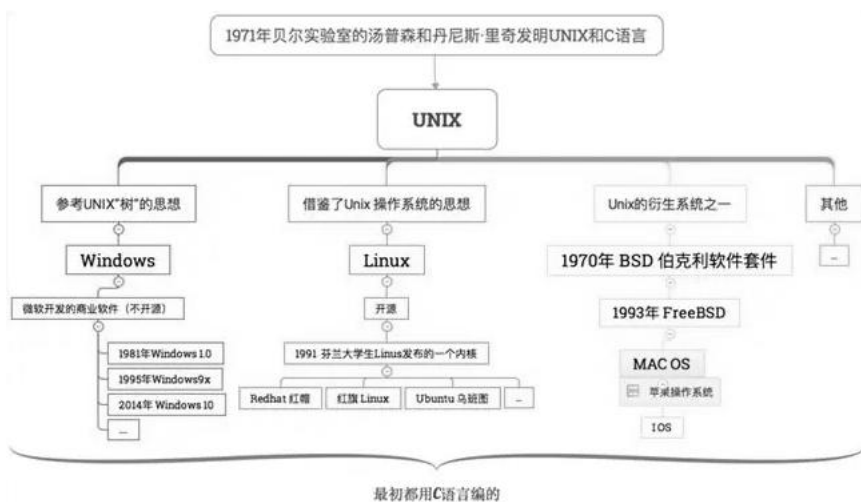 1971年贝尔实验室的汤普森和丹尼斯·里奇发明UNIX和C语言
UNIX
参考UNIX"树"的思想
借鉴了Unix 操作系统的思想
Unix的衍生系统之一
其他
Windows
Linux
1970年 BSD 伯克利软件套件
...
微软开发的商业软件（不开源）
开源
1993年 FreeBSD
1981年Windows 1.0
1995年Windows9x
2014年 Windows 10
...
1991 芬兰大学生Linus发布的一个内核
Redhat 红帽
红旗 Linux
Ubuntu 乌班图
...
MAC OS
苹果操作系统
IOS
最初都用C语言编的